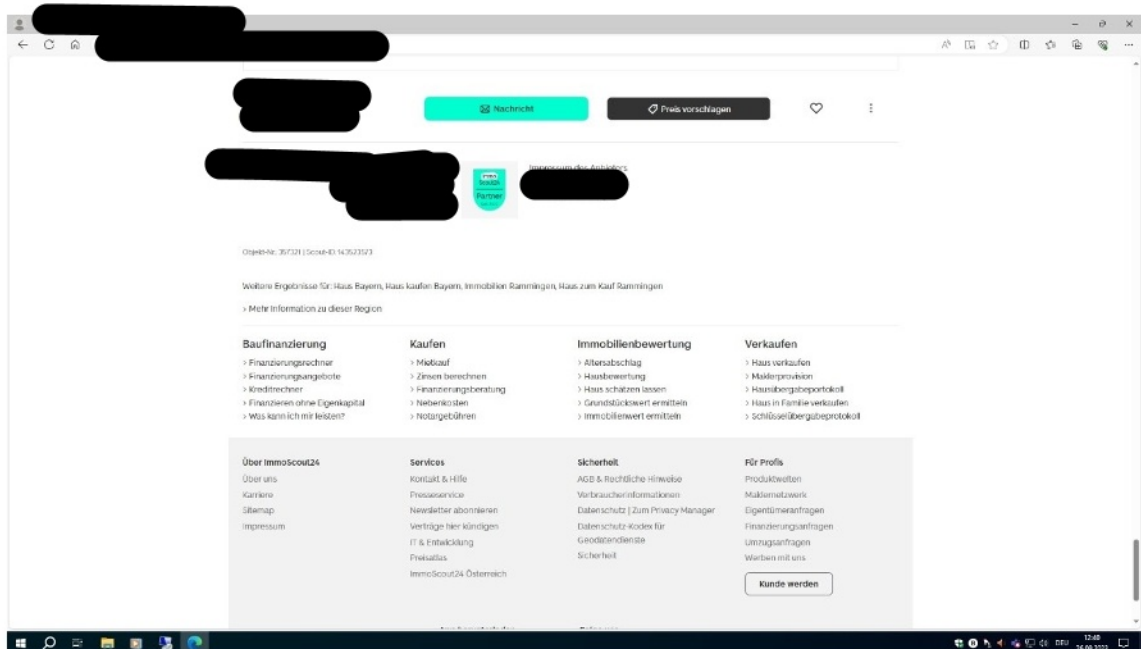 Nachricht
Preis vorschlagen
Impressum des Anbieters
Scout24
Partner
Objekt-Nr. 357321 | Scout-ID: 143523573
Weitere Ergebnisse für: Haus Bayern, Haus kaufen Bayern, Immobilien Rammingen, Haus zum Kauf Rammingen
> Mehr Information zu dieser Region
Baufinanzierung
> Finanzierungsrechner
> Finanzierungsangebote
> Kreditrechner
> Finanzieren ohne Eigenkapital
> Was kann ich mir leisten?
Kaufen
> Mietkauf
> Zinsen berechnen
> Finanzierungsberatung
> Nebenkosten
> Notargebühren
Immobilienbewertung
> Altersabschlag
> Hausbewertung
> Haus schätzen lassen
> Grundstückswert ermitteln
> Immobilienwert ermitteln
Verkaufen
> Haus verkaufen
> Maklerprovision
> Hausübergabeportokoll
> Haus in Familie verkaufen
> Schlüsselübergabeprotokoll
Über ImmoScout24
Über uns
Karriere
Sitemap
Impressum
Services
Kontakt & Hilfe
Presseservice
Newsletter abonnieren
Verträge hier kündigen
IT & Entwicklung
Preisatlas
ImmoScout24 Österreich
Sicherheit
AGB & Rechtliche Hinweise
Verbraucherinformationen
Datenschutz | Zum Privacy Manager
Datenschutz-Kodex für
Geodatendienste
Sicherheit
Für Profis
Produktwelten
Maklernetzwerk
Eigentümeranfragen
Finanzierungsanfragen
Umzugsanfragen
Werben mit uns
Kunde werden
DEU
12:40